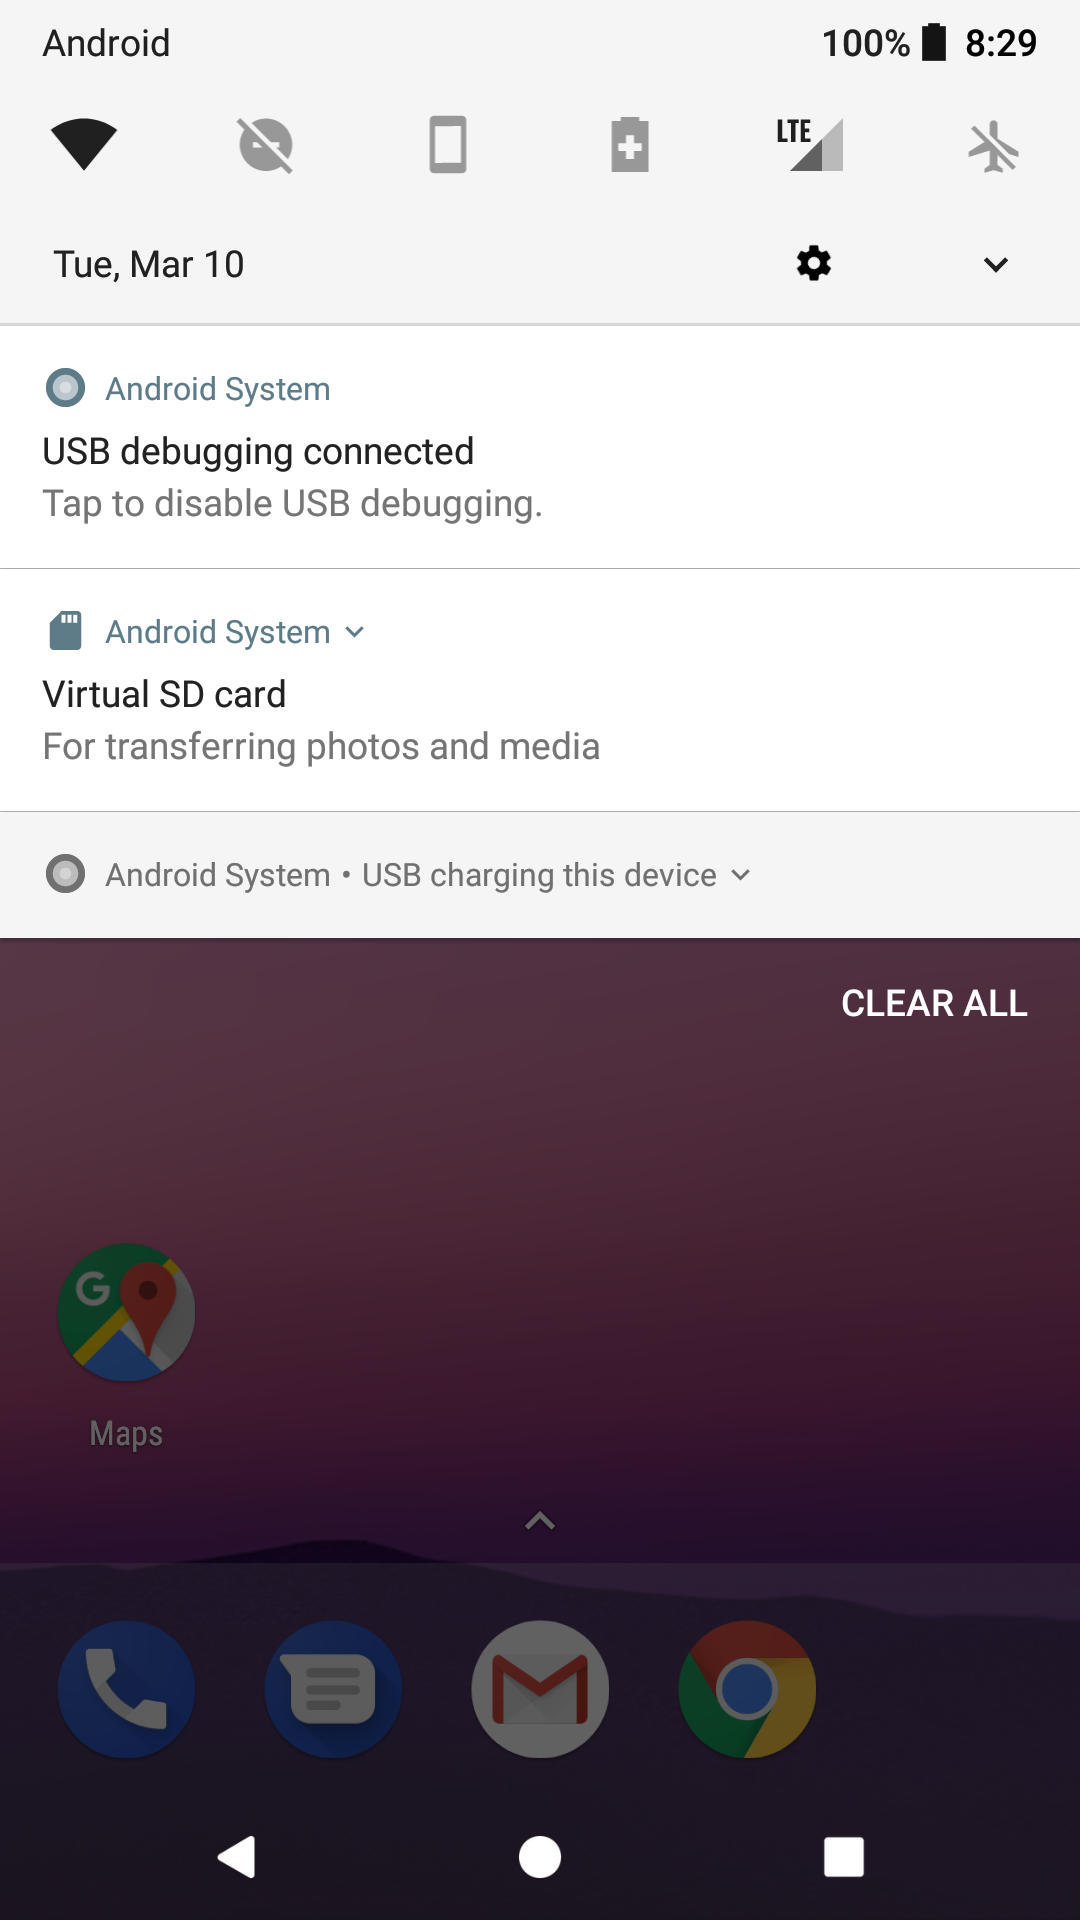 Android 100% 8:29
LTE
Tue, Mar 10
Android System
USB debugging connected
Tap to disable USB debugging.
Android System
Virtual SD card
For transferring photos and media
Android System • USB charging this device
CLEAR ALL
G
Maps